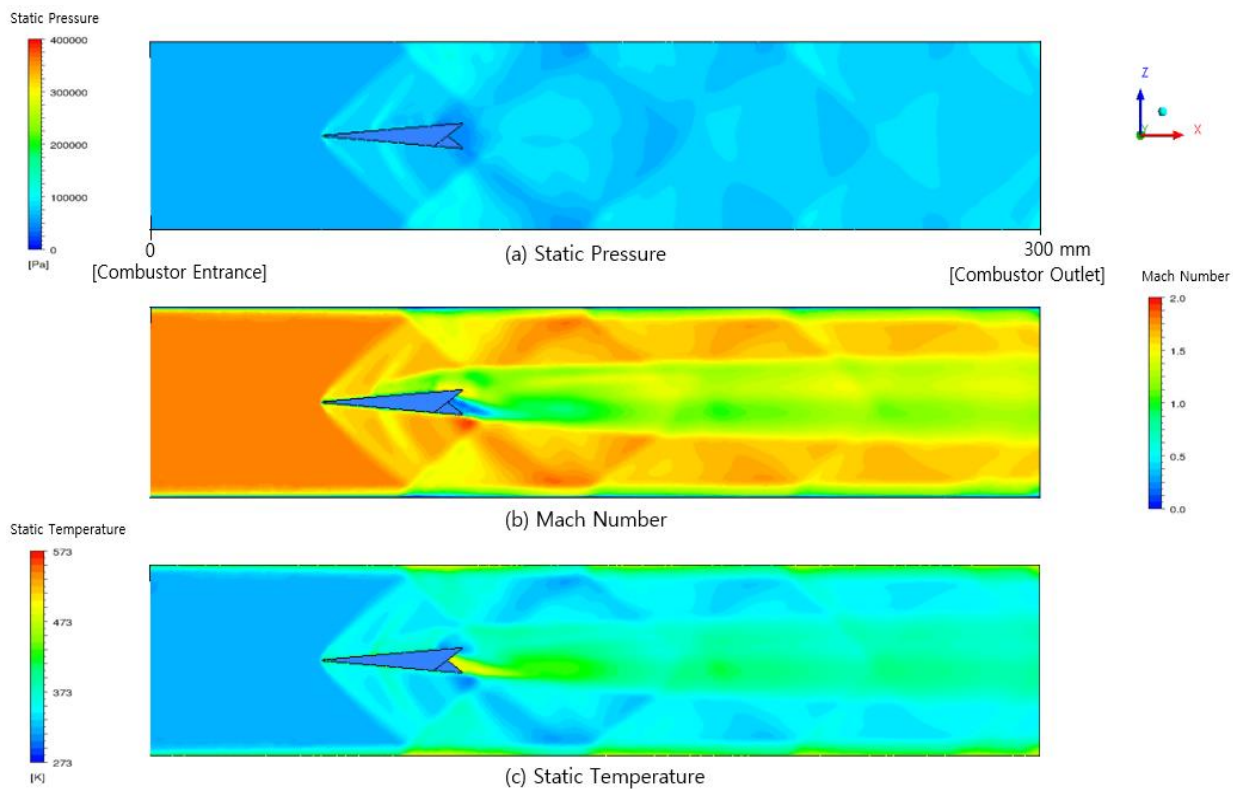 Static Pressure
400000
300000
200000
100000
0
[Pa]
Z
Y
X
0
300 mm
[Combustor Entrance]
(a) Static Pressure
[Combustor Outlet]
Mach Number
2.0
1.5
1.0
0.5
0.0
(b) Mach Number
Static Temperature
573
473
373
273
[K]
(c) Static Temperature